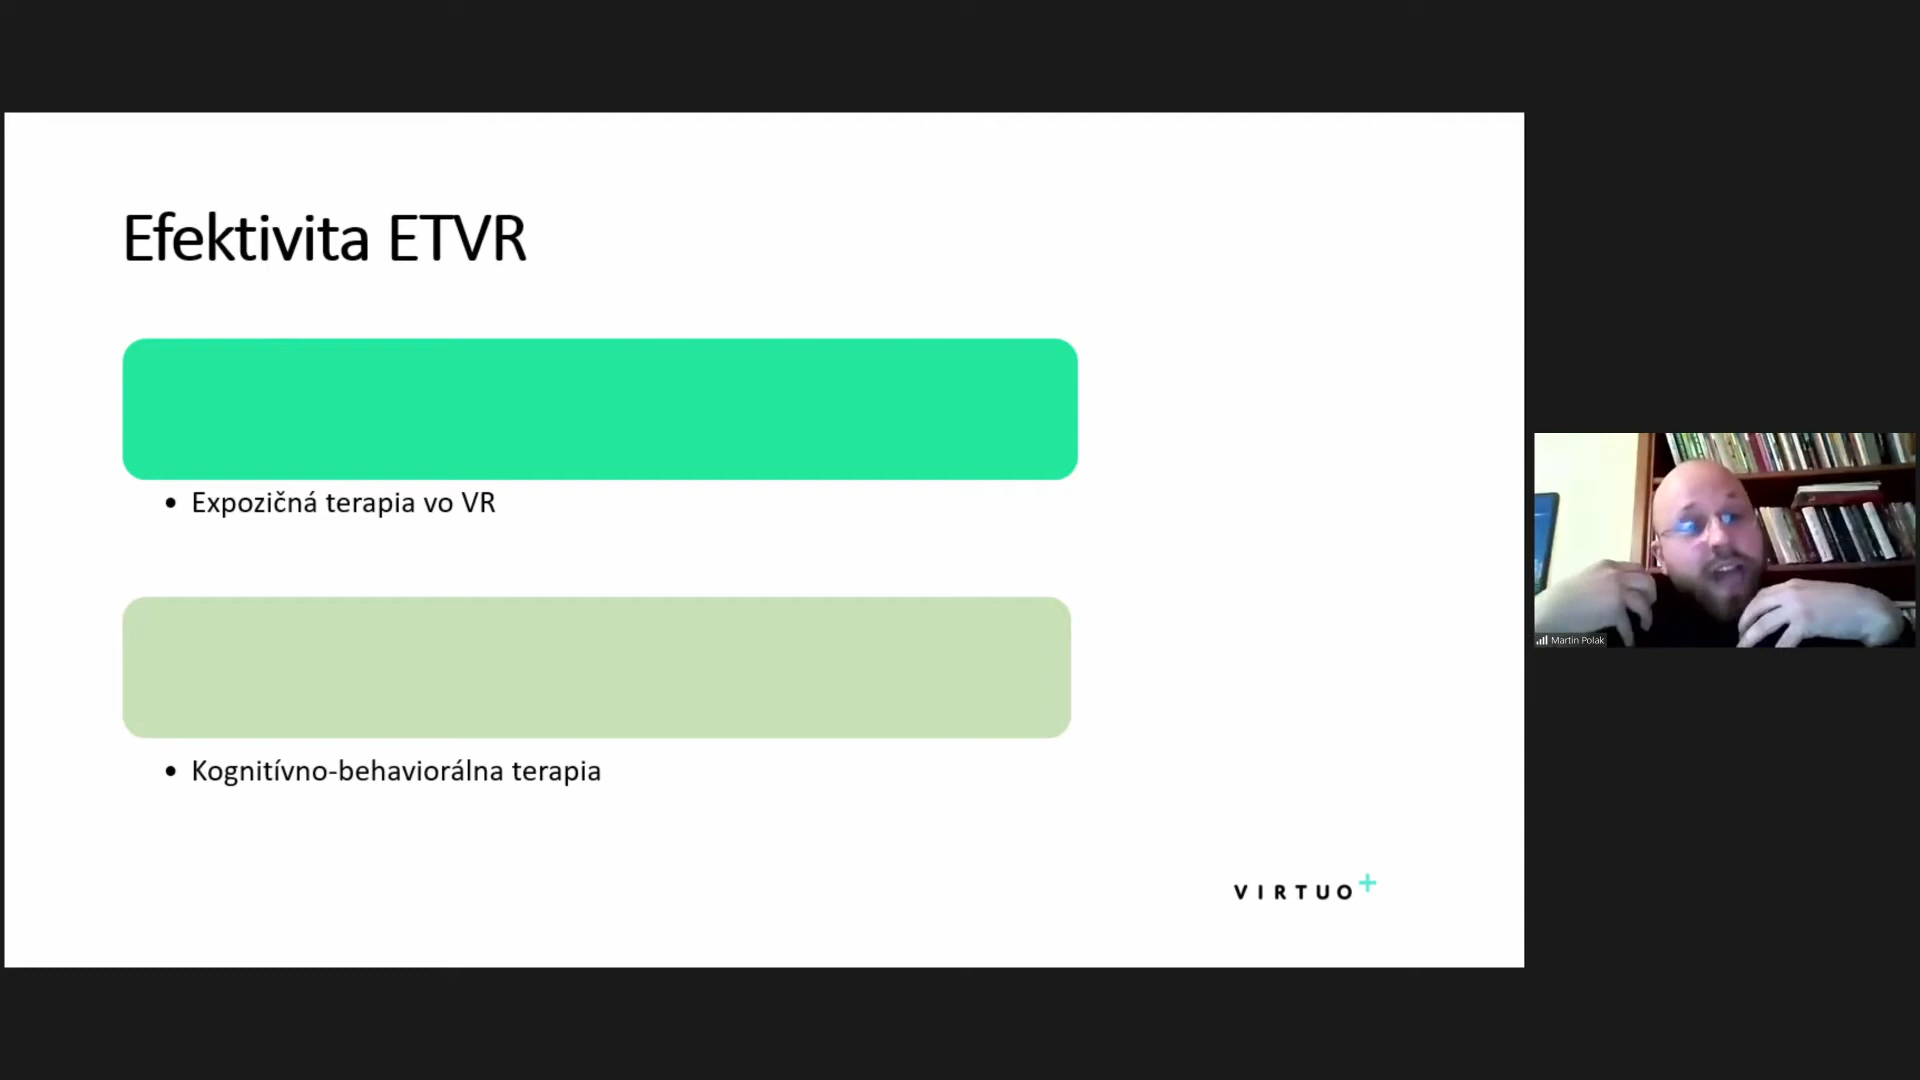 Efektivita ETVR
• Expozičná terapia vo VR
• Kognitívno-behaviorálna terapia
VIRTUO+
Martin Polak